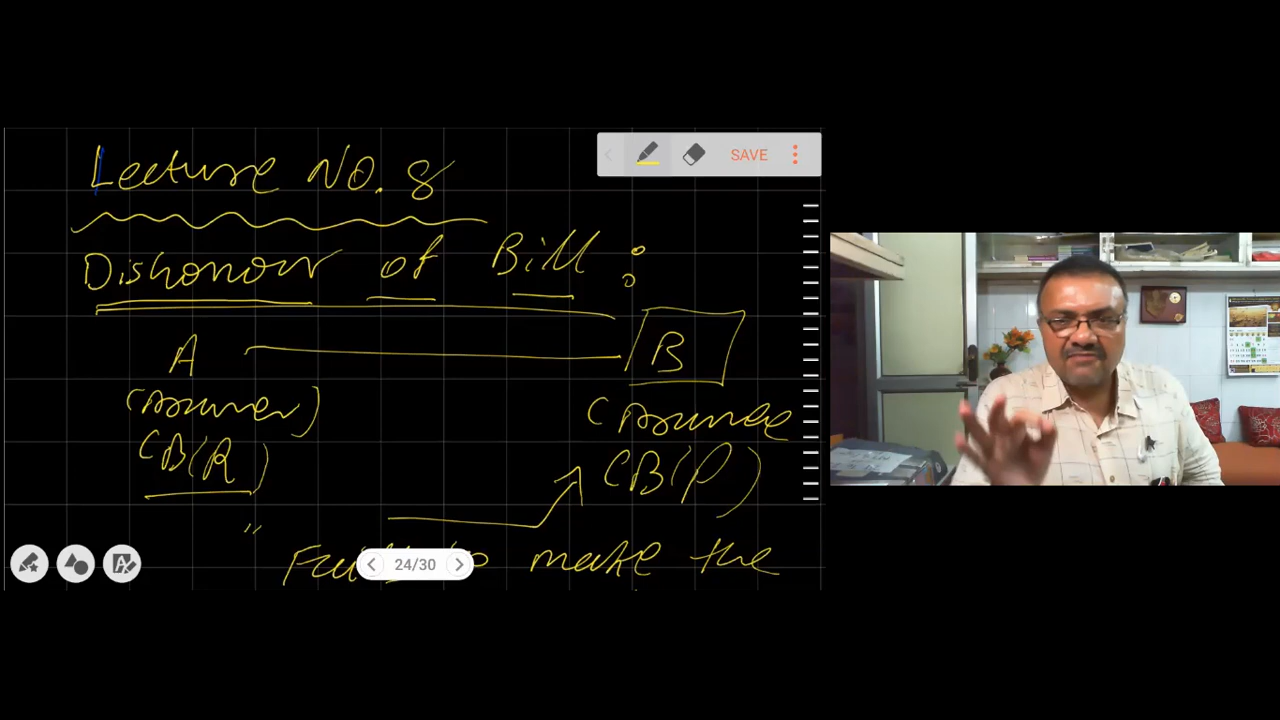 Lecture NO. 8
SAVE
Dishonour of Bill :
A B
(Drawer) (Drawee
(B/R) (B/P)
" make the
24/30